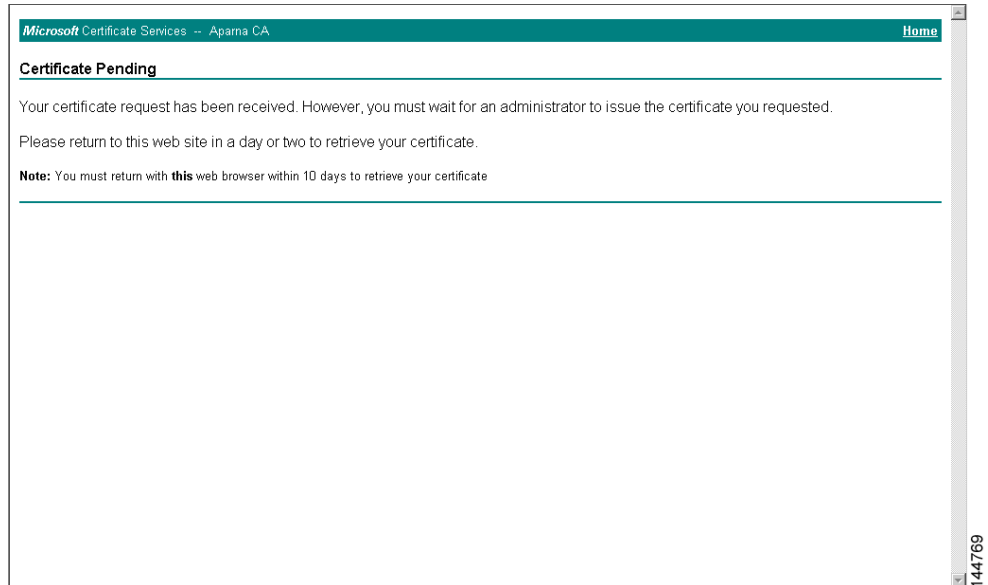 Microsoft Certificate Services -- Aparna CA Home
Certificate Pending
Your certificate request has been received. However, you must wait for an administrator to issue the certificate you requested.
Please return to this web site in a day or two to retrieve your certificate.
Note: You must return with this web browser within 10 days to retrieve your certificate
144769